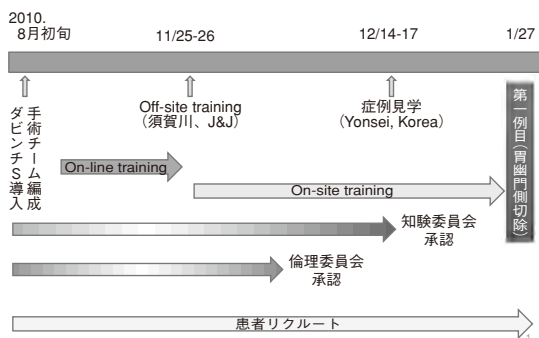 2010.
8月初旬
11/25-26
12/14-17
1/27
手術チーム編成
ダビンチS導入
Off-site training
（須賀川、J&J）
症例見学
（Yonsei, Korea）
第一例目（胃幽門側切除）
On-line training
On-site training
知験委員会
承認
倫理委員会
承認
患者リクルート
1